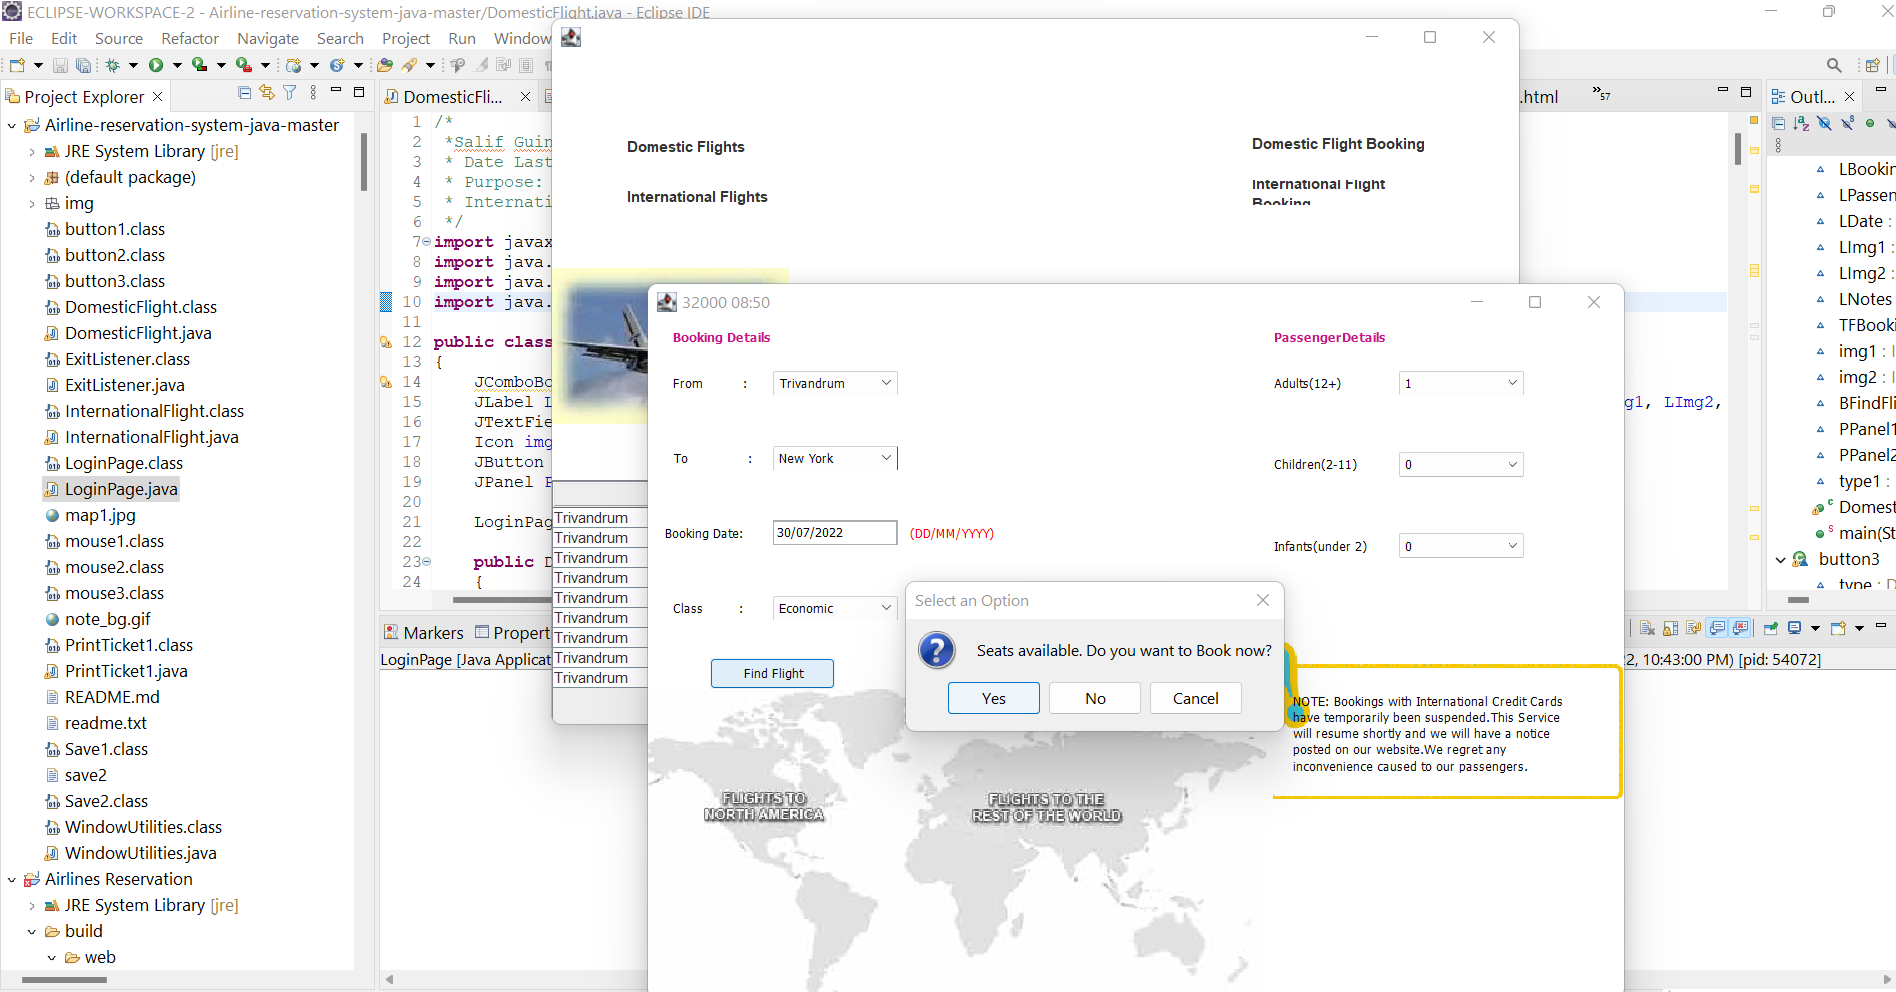 ECLIPSE-WORKSPACE-2 - Airline-reservation-system-java-master/DomesticFlight.java - Eclipse IDE
File Edit Source Refactor Navigate Search Project Run Window
Project Explorer
Airline-reservation-system-java-master
JRE System Library [jre]
(default package)
img
button1.class
button2.class
button3.class
DomesticFlight.class
DomesticFlight.java
ExitListener.class
ExitListener.java
InternationalFlight.class
InternationalFlight.java
LoginPage.class
LoginPage.java
map1.jpg
mouse1.class
mouse2.class
mouse3.class
note_bg.gif
PrintTicket1.class
PrintTicket1.java
README.md
readme.txt
Save1.class
save2
Save2.class
WindowUtilities.class
WindowUtilities.java
Airlines Reservation
JRE System Library [jre]
build
web
DomesticFli...
.html
»57
1 /*
2 *Salif Guin
3 * Date Last
4 * Purpose:
5 * Internati
6 */
7 import javax
8 import java.
9 import java.
10 import java.
11
12 public class
13 {
14 JComboBo
15 JLabel L
g1, LImg2,
16 JTextFie
17 Icon img
18 JButton
19 JPanel P
20
21 LoginPag
22
23 public D
24 {
Markers Propert
LoginPage [Java Applicat
2, 10:43:00 PM) [pid: 54072]
Domestic Flights
International Flights
Domestic Flight Booking
International Flight
Booking
Trivandrum
Trivandrum
Trivandrum
Trivandrum
Trivandrum
Trivandrum
Trivandrum
Trivandrum
Trivandrum
32000 08:50
Booking Details
From : Trivandrum
To : New York
Booking Date: 30/07/2022 (DD/MM/YYYY)
Class : Economic
Find Flight
PassengerDetails
Adults(12+) 1
Children(2-11) 0
Infants(under 2) 0
Select an Option
Seats available. Do you want to Book now?
Yes No Cancel
NOTE: Bookings with International Credit Cards
have temporarily been suspended.This Service
will resume shortly and we will have a notice
posted on our website.We regret any
inconvenience caused to our passengers.
FLIGHTS TO
NORTH AMERICA
FLIGHTS TO THE
REST OF THE WORLD
Outl...
LBookin
LPassen
LDate :
LImg1 :
LImg2 :
LNotes
TFBooki
img1 : I
img2 : I
BFindFli
PPanel1
PPanel2
type1 :
Domest
main(St
button3
type : D